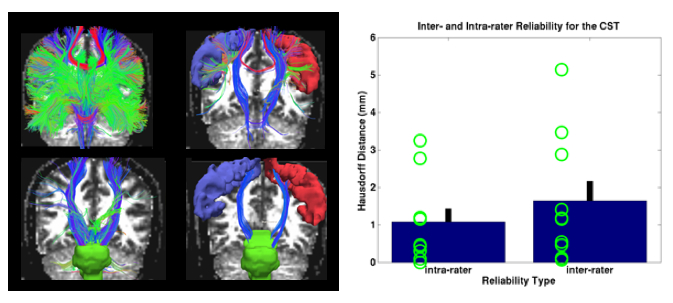 Inter- and Intra-rater Reliability for the CST
6
5
4
3
2
1
0
Hausdorff Distance (mm)
intra-rater
inter-rater
Reliability Type